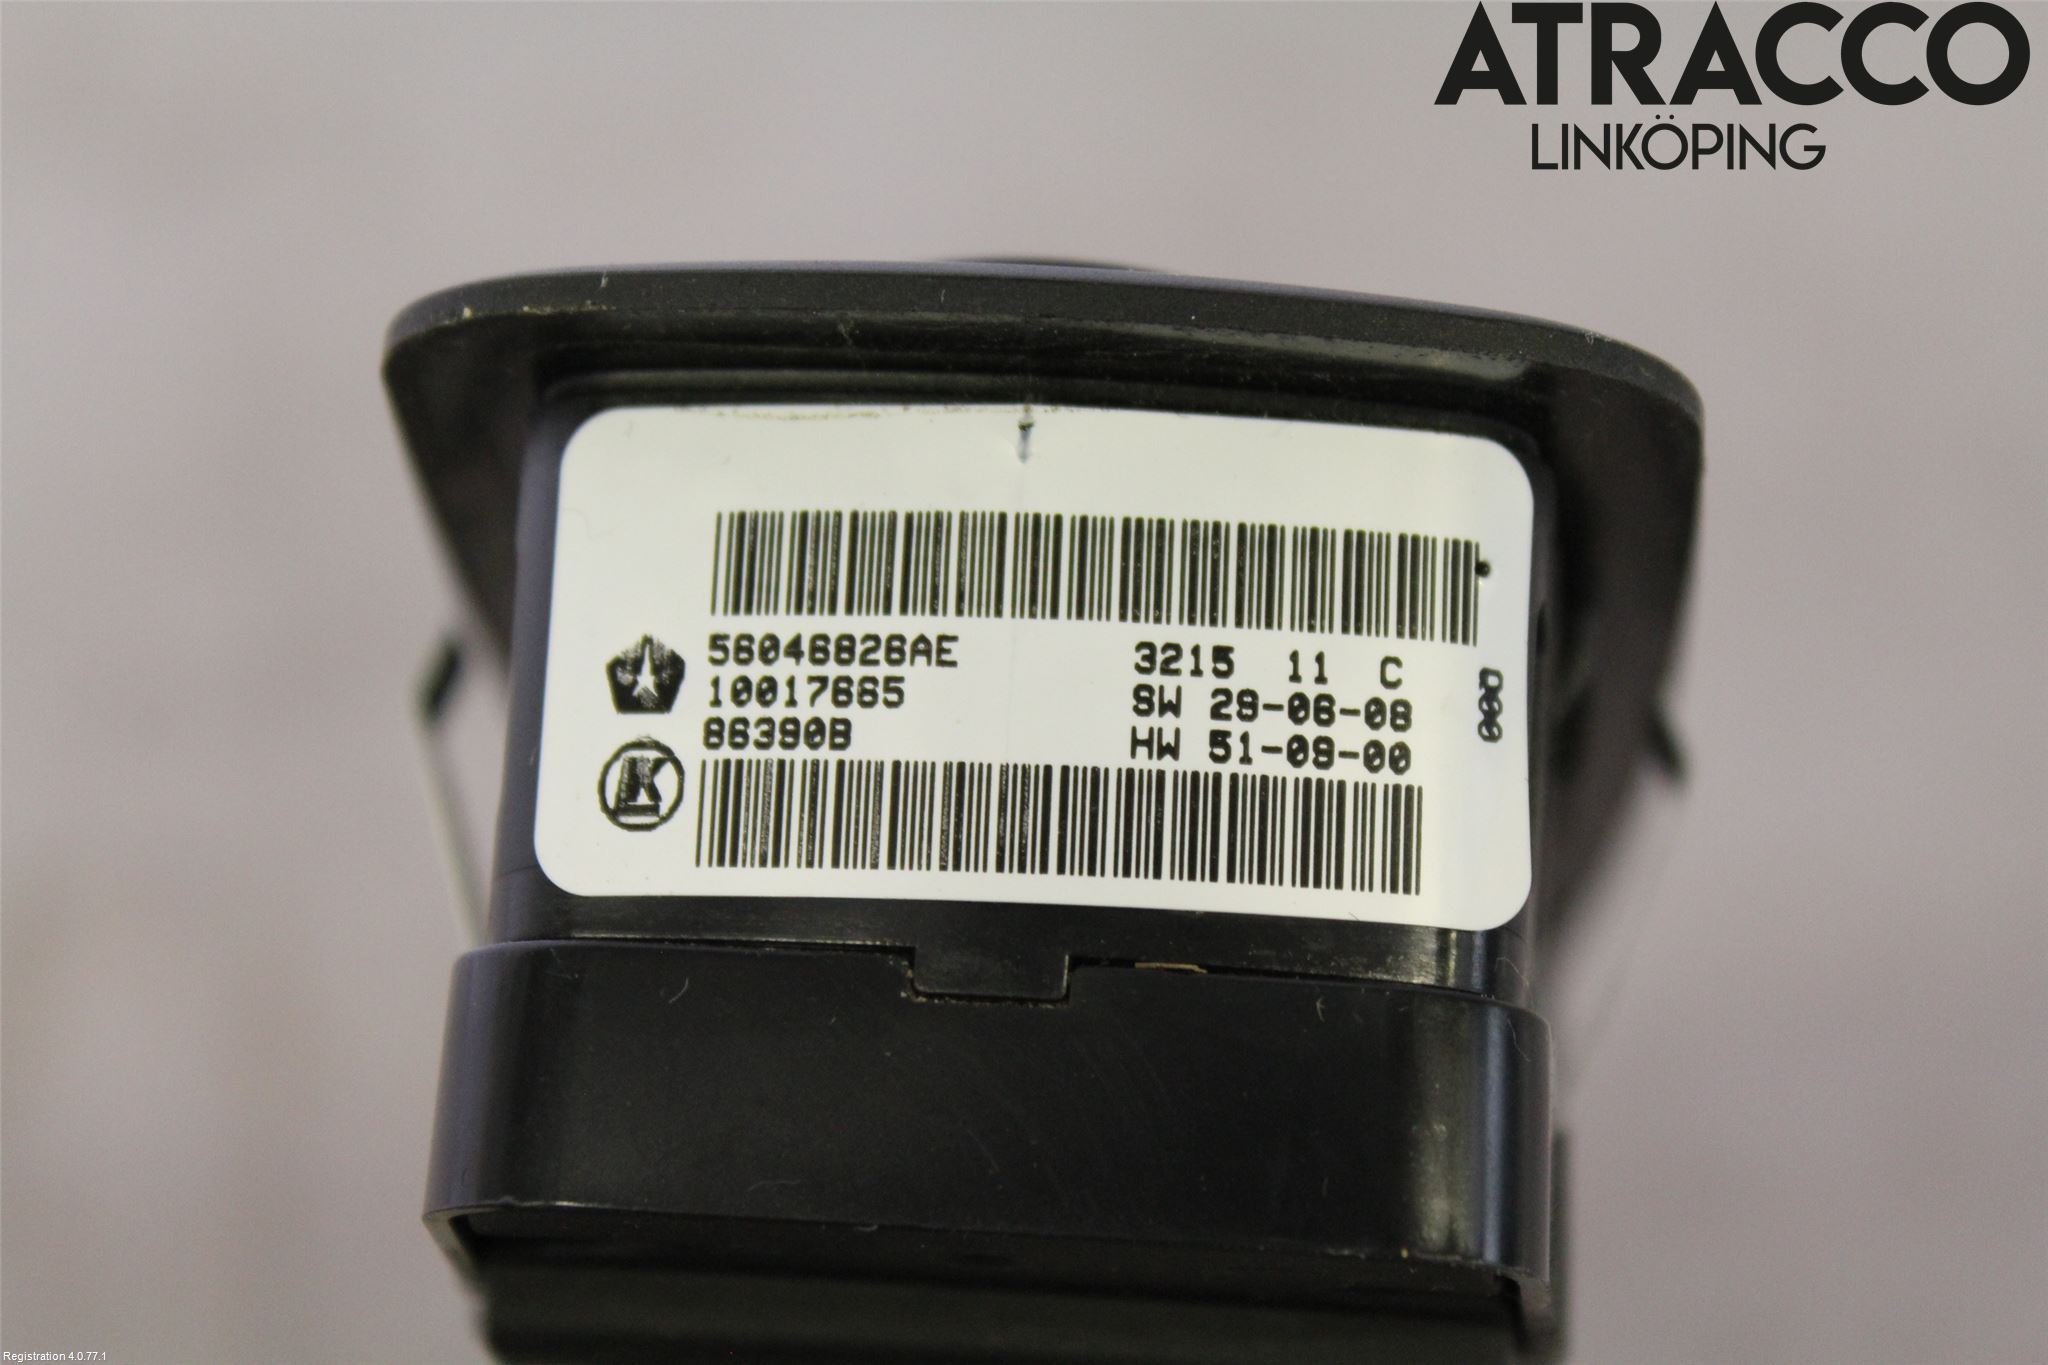 ATRACCO
LINKÖPING
56046826AE 3215 11 C
10017665 SW 29-06-08
86390B HW 51-09-00
K
Registration 4.0.77.1